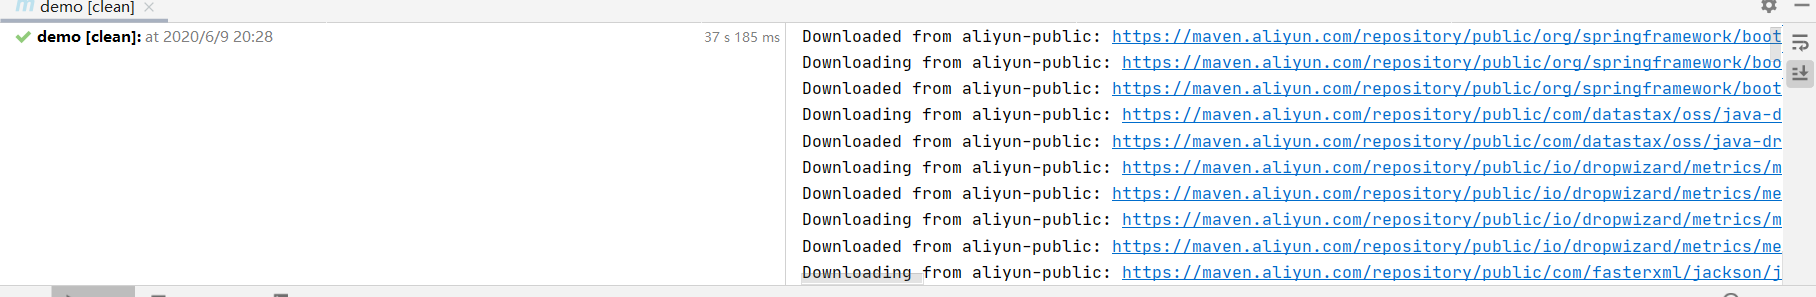 demo [clean]
demo [clean]: at 2020/6/9 20:28 37 s 185 ms
Downloaded from aliyun-public: https://maven.aliyun.com/repository/public/org/springframework/boot
Downloading from aliyun-public: https://maven.aliyun.com/repository/public/org/springframework/boo
Downloaded from aliyun-public: https://maven.aliyun.com/repository/public/org/springframework/boot
Downloading from aliyun-public: https://maven.aliyun.com/repository/public/com/datastax/oss/java-d
Downloaded from aliyun-public: https://maven.aliyun.com/repository/public/com/datastax/oss/java-dr
Downloading from aliyun-public: https://maven.aliyun.com/repository/public/io/dropwizard/metrics/m
Downloaded from aliyun-public: https://maven.aliyun.com/repository/public/io/dropwizard/metrics/me
Downloading from aliyun-public: https://maven.aliyun.com/repository/public/io/dropwizard/metrics/m
Downloaded from aliyun-public: https://maven.aliyun.com/repository/public/io/dropwizard/metrics/me
Downloading from aliyun-public: https://maven.aliyun.com/repository/public/com/fasterxml/jackson/j